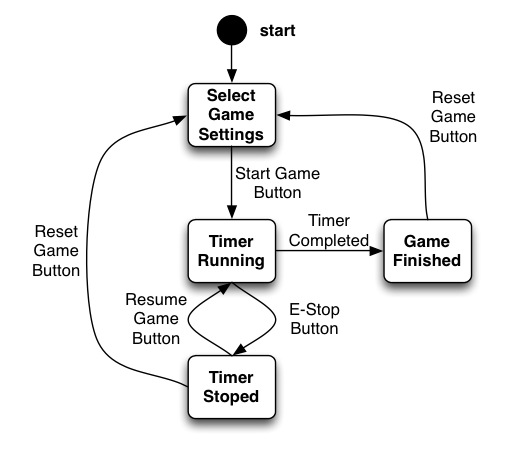 start
Select
Game
Settings
Reset
Game
Button
Start Game
Button
Timer
Completed
Timer
Running
Game
Finished
Reset
Game
Button
Resume
Game
Button
E-Stop
Button
Timer
Stoped